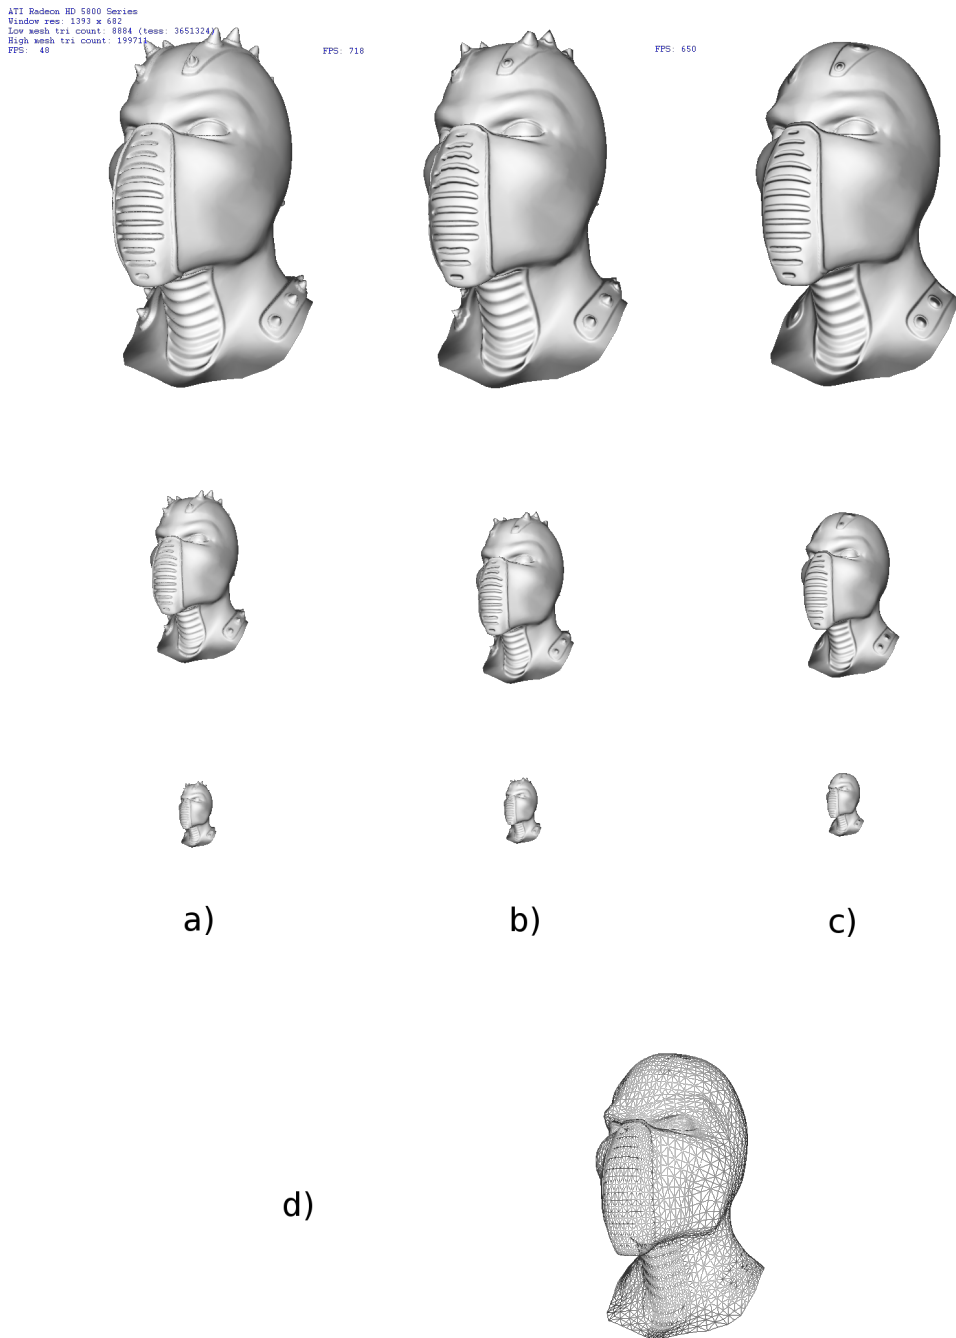 ATI Radeon HD 5800 Series
Window res: 1393 x 682
Low mesh tri count: 8884 (tess: 3651324)
High mesh tri count: 199711
FPS: 48
FPS: 718
FPS: 650
a)
b)
c)
d)